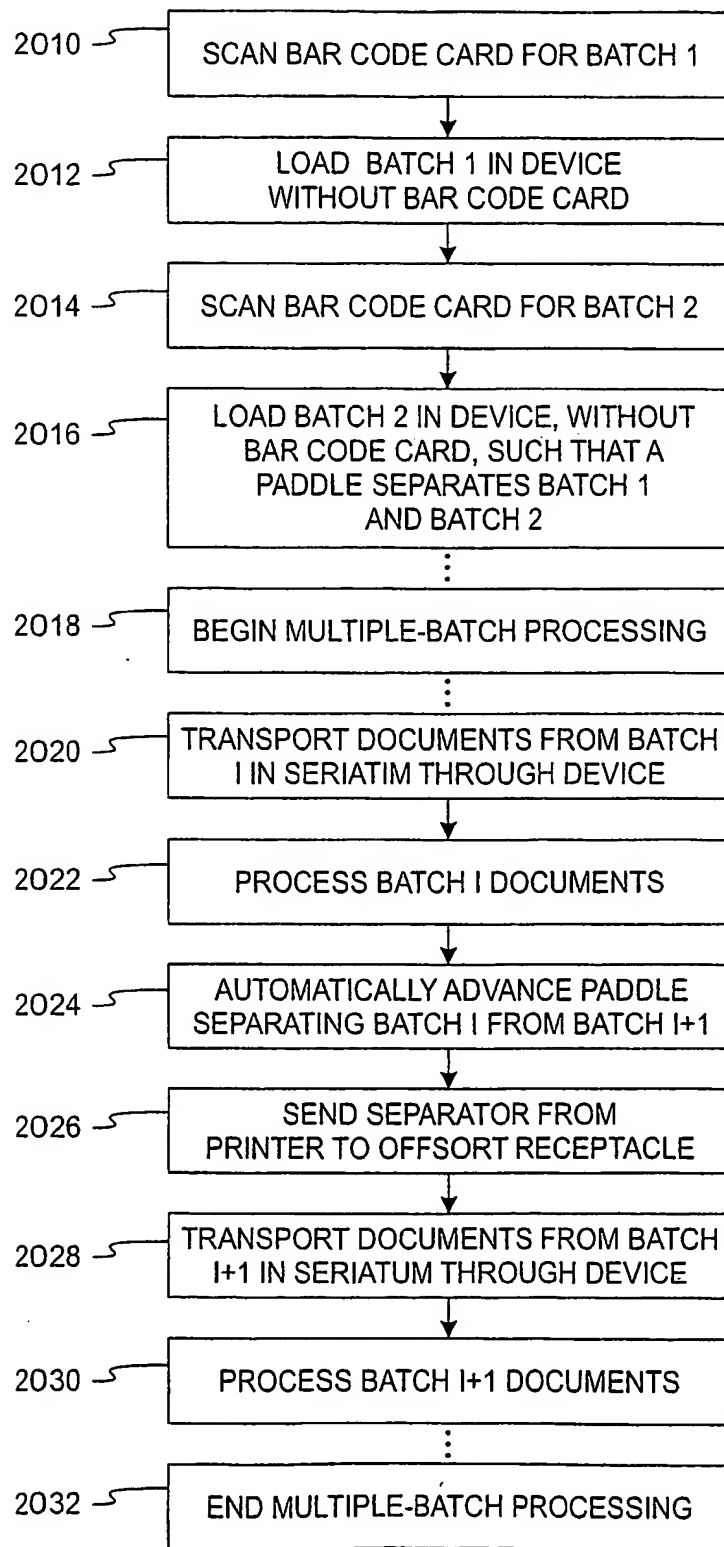 2010 SCAN BAR CODE CARD FOR BATCH 1
2012 LOAD BATCH 1 IN DEVICE
WITHOUT BAR CODE CARD
2014 SCAN BAR CODE CARD FOR BATCH 2
2016 LOAD BATCH 2 IN DEVICE, WITHOUT
BAR CODE CARD, SUCH THAT A
PADDLE SEPARATES BATCH 1
AND BATCH 2
2018 BEGIN MULTIPLE-BATCH PROCESSING
2020 TRANSPORT DOCUMENTS FROM BATCH
I IN SERIATIM THROUGH DEVICE
2022 PROCESS BATCH I DOCUMENTS
2024 AUTOMATICALLY ADVANCE PADDLE
SEPARATING BATCH I FROM BATCH I+1
2026 SEND SEPARATOR FROM
PRINTER TO OFFSORT RECEPTACLE
2028 TRANSPORT DOCUMENTS FROM BATCH
I+1 IN SERIATUM THROUGH DEVICE
2030 PROCESS BATCH I+1 DOCUMENTS
2032 END MULTIPLE-BATCH PROCESSING